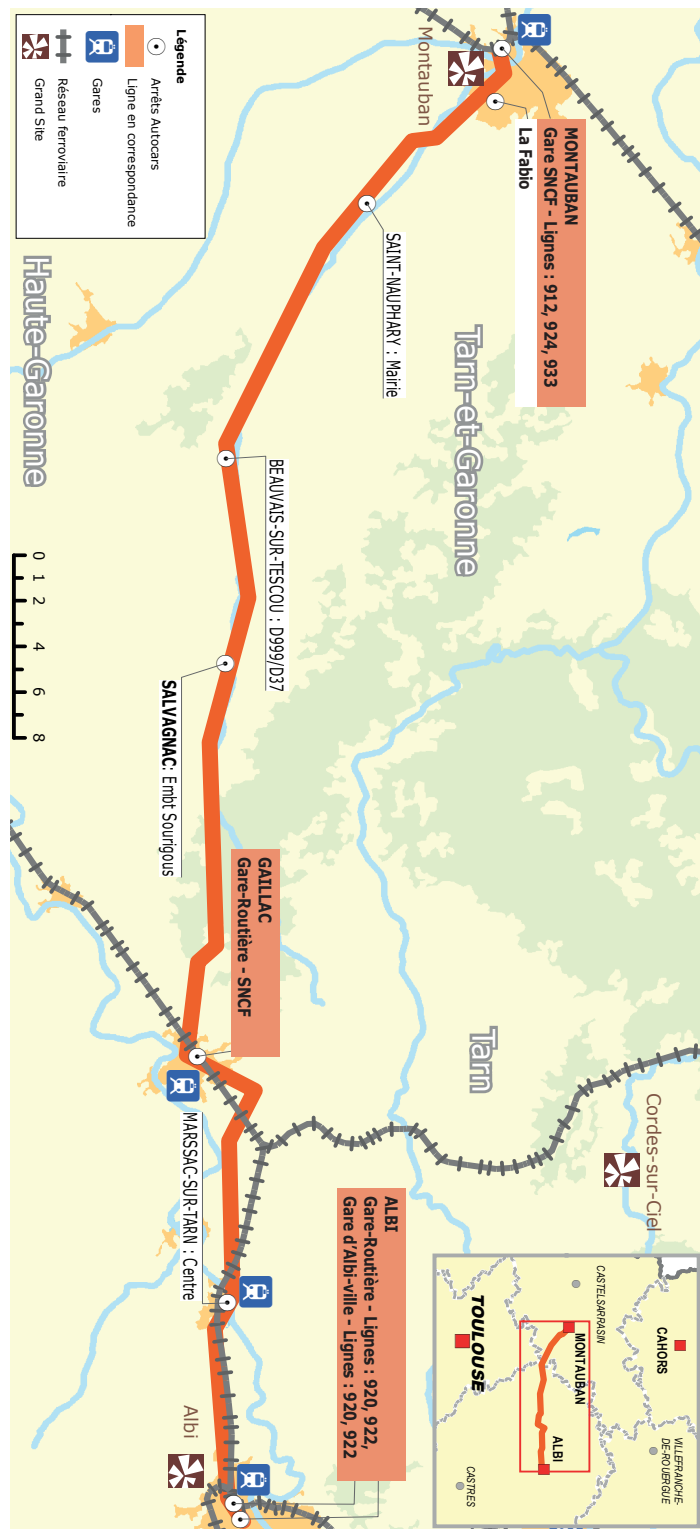 MONTAUBAN
Gare SNCF - Lignes : 912, 924, 933
La Fabio
Montauban
SAINT-NAUPHARY : Mairie
Tarn-et-Garonne
BEAUVAIS-SUR-TESCOU : D999/D37
SALVAGNAC: Embt Sourigous
GAILLAC
Gare-Routière - SNCF
Tarn
Cordes-sur-Ciel
MARSSAC-SUR-TARN : Centre
ALBI
Gare-Routière - Lignes : 920, 922,
Gare d'Albi-ville - Lignes : 920, 922
Albi
Haute-Garonne
Légende
Arrêts Autocars
Ligne en correspondance
Gares
Réseau ferroviaire
Grand Site
0 1 2 4 6 8
CAHORS
VILLEFRANCHE-
DE-ROUERGUE
CASTELSARRASIN
MONTAUBAN
ALBI
TOULOUSE
CASTRES